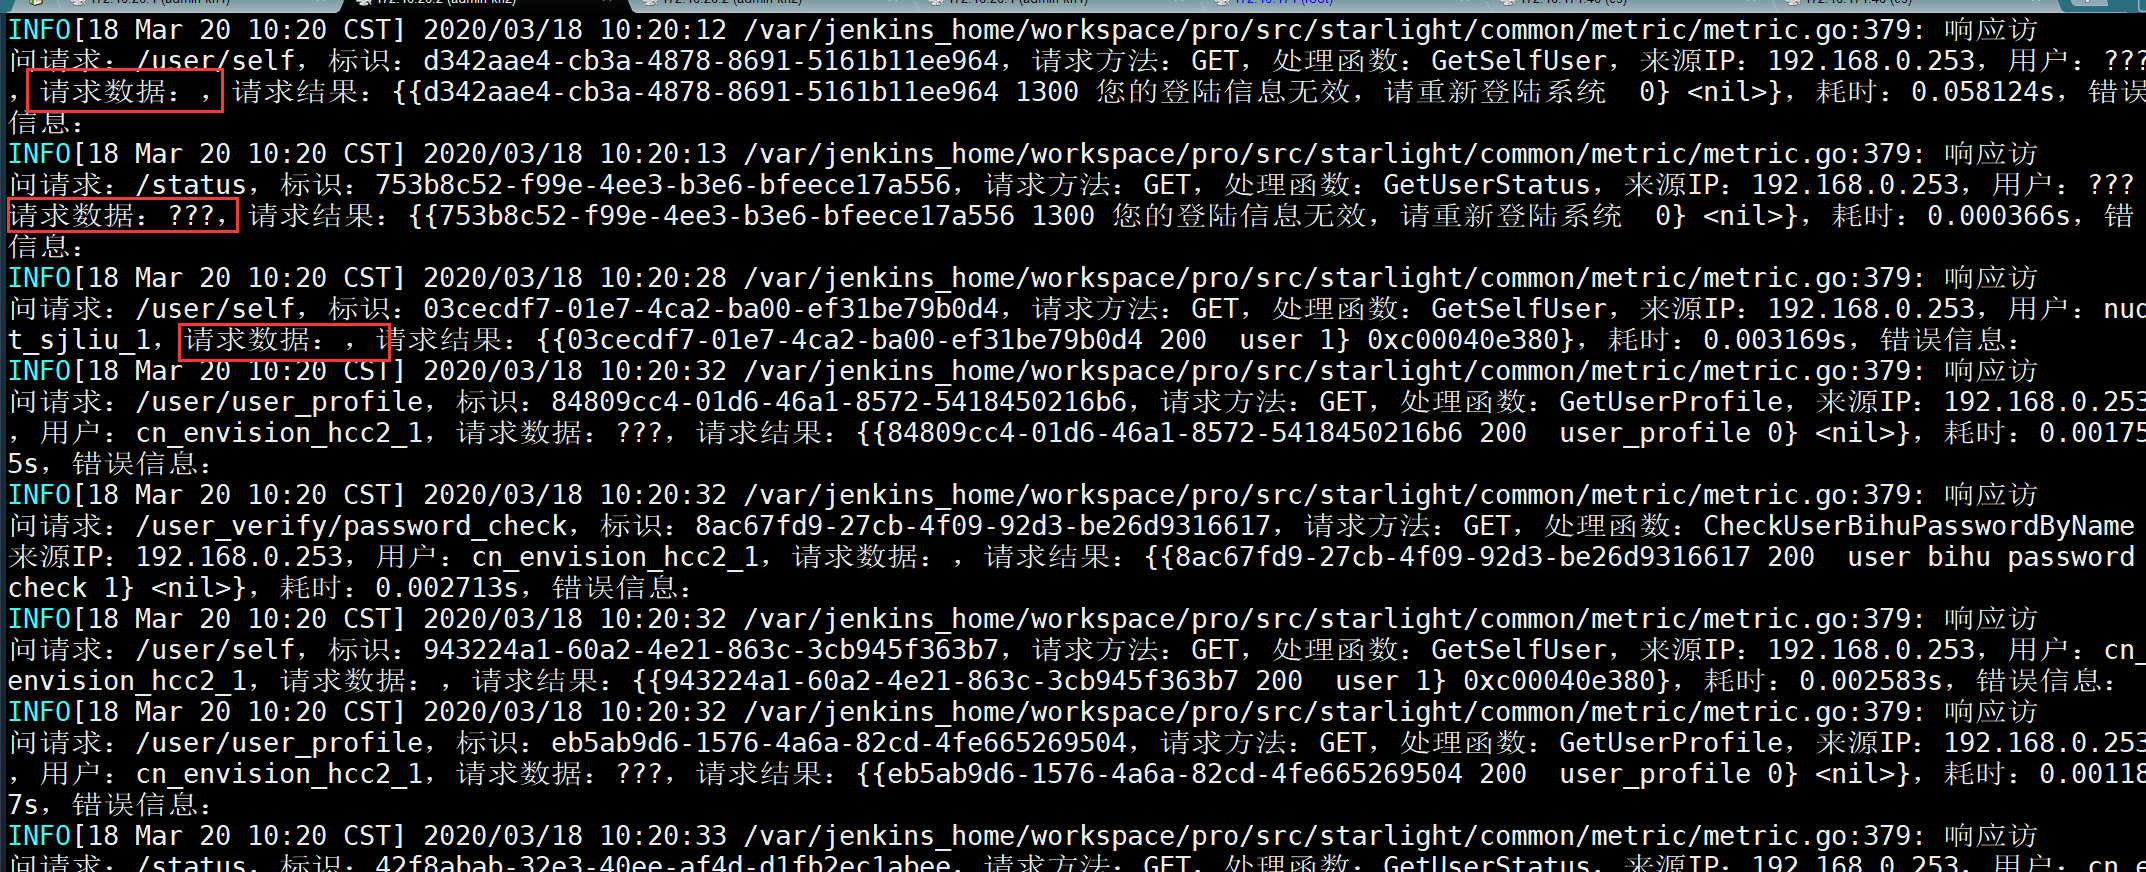 INFO[18 Mar 20 10:20 CST] 2020/03/18 10:20:12 /var/jenkins_home/workspace/pro/src/starlight/common/metric/metric.go:379: 响应访
问请求: /user/self, 标识: d342aae4-cb3a-4878-8691-5161b11ee964, 请求方法: GET, 处理函数: GetSelfUser, 来源IP: 192.168.0.253, 用户: ???
, 请求数据: , 请求结果: {{d342aae4-cb3a-4878-8691-5161b11ee964 1300 您的登陆信息无效, 请重新登陆系统  0} <nil>}, 耗时: 0.058124s, 错误
信息:
INFO[18 Mar 20 10:20 CST] 2020/03/18 10:20:13 /var/jenkins_home/workspace/pro/src/starlight/common/metric/metric.go:379: 响应访
问请求: /status, 标识: 753b8c52-f99e-4ee3-b3e6-bfeece17a556, 请求方法: GET, 处理函数: GetUserStatus, 来源IP: 192.168.0.253, 用户: ???
请求数据: ???, 请求结果: {{753b8c52-f99e-4ee3-b3e6-bfeece17a556 1300 您的登陆信息无效, 请重新登陆系统  0} <nil>}, 耗时: 0.000366s, 错
信息:
INFO[18 Mar 20 10:20 CST] 2020/03/18 10:20:28 /var/jenkins_home/workspace/pro/src/starlight/common/metric/metric.go:379: 响应访
问请求: /user/self, 标识: 03cecdf7-01e7-4ca2-ba00-ef31be79b0d4, 请求方法: GET, 处理函数: GetSelfUser, 来源IP: 192.168.0.253, 用户: nud
t_sjliu_1, 请求数据: , 请求结果: {{03cecdf7-01e7-4ca2-ba00-ef31be79b0d4 200  user 1} 0xc00040e380}, 耗时: 0.003169s, 错误信息:
INFO[18 Mar 20 10:20 CST] 2020/03/18 10:20:32 /var/jenkins_home/workspace/pro/src/starlight/common/metric/metric.go:379: 响应访
问请求: /user/user_profile, 标识: 84809cc4-01d6-46a1-8572-5418450216b6, 请求方法: GET, 处理函数: GetUserProfile, 来源IP: 192.168.0.253
, 用户: cn_envision_hcc2_1, 请求数据: ???, 请求结果: {{84809cc4-01d6-46a1-8572-5418450216b6 200  user_profile 0} <nil>}, 耗时: 0.00175
5s, 错误信息:
INFO[18 Mar 20 10:20 CST] 2020/03/18 10:20:32 /var/jenkins_home/workspace/pro/src/starlight/common/metric/metric.go:379: 响应访
问请求: /user_verify/password_check, 标识: 8ac67fd9-27cb-4f09-92d3-be26d9316617, 请求方法: GET, 处理函数: CheckUserBihuPasswordByName
来源IP: 192.168.0.253, 用户: cn_envision_hcc2_1, 请求数据: , 请求结果: {{8ac67fd9-27cb-4f09-92d3-be26d9316617 200  user bihu password
check 1} <nil>}, 耗时: 0.002713s, 错误信息:
INFO[18 Mar 20 10:20 CST] 2020/03/18 10:20:32 /var/jenkins_home/workspace/pro/src/starlight/common/metric/metric.go:379: 响应访
问请求: /user/self, 标识: 943224a1-60a2-4e21-863c-3cb945f363b7, 请求方法: GET, 处理函数: GetSelfUser, 来源IP: 192.168.0.253, 用户: cn_
envision_hcc2_1, 请求数据: , 请求结果: {{943224a1-60a2-4e21-863c-3cb945f363b7 200  user 1} 0xc00040e380}, 耗时: 0.002583s, 错误信息:
INFO[18 Mar 20 10:20 CST] 2020/03/18 10:20:32 /var/jenkins_home/workspace/pro/src/starlight/common/metric/metric.go:379: 响应访
问请求: /user/user_profile, 标识: eb5ab9d6-1576-4a6a-82cd-4fe665269504, 请求方法: GET, 处理函数: GetUserProfile, 来源IP: 192.168.0.253
, 用户: cn_envision_hcc2_1, 请求数据: ???, 请求结果: {{eb5ab9d6-1576-4a6a-82cd-4fe665269504 200  user_profile 0} <nil>}, 耗时: 0.00118
7s, 错误信息:
INFO[18 Mar 20 10:20 CST] 2020/03/18 10:20:33 /var/jenkins_home/workspace/pro/src/starlight/common/metric/metric.go:379: 响应访
问请求: /status, 标识: 42f8abab-32e3-40ee-af4d-d1fb2ec1abee, 请求方法: GET, 处理函数: GetUserStatus, 来源IP: 192.168.0.253, 用户: cn_e